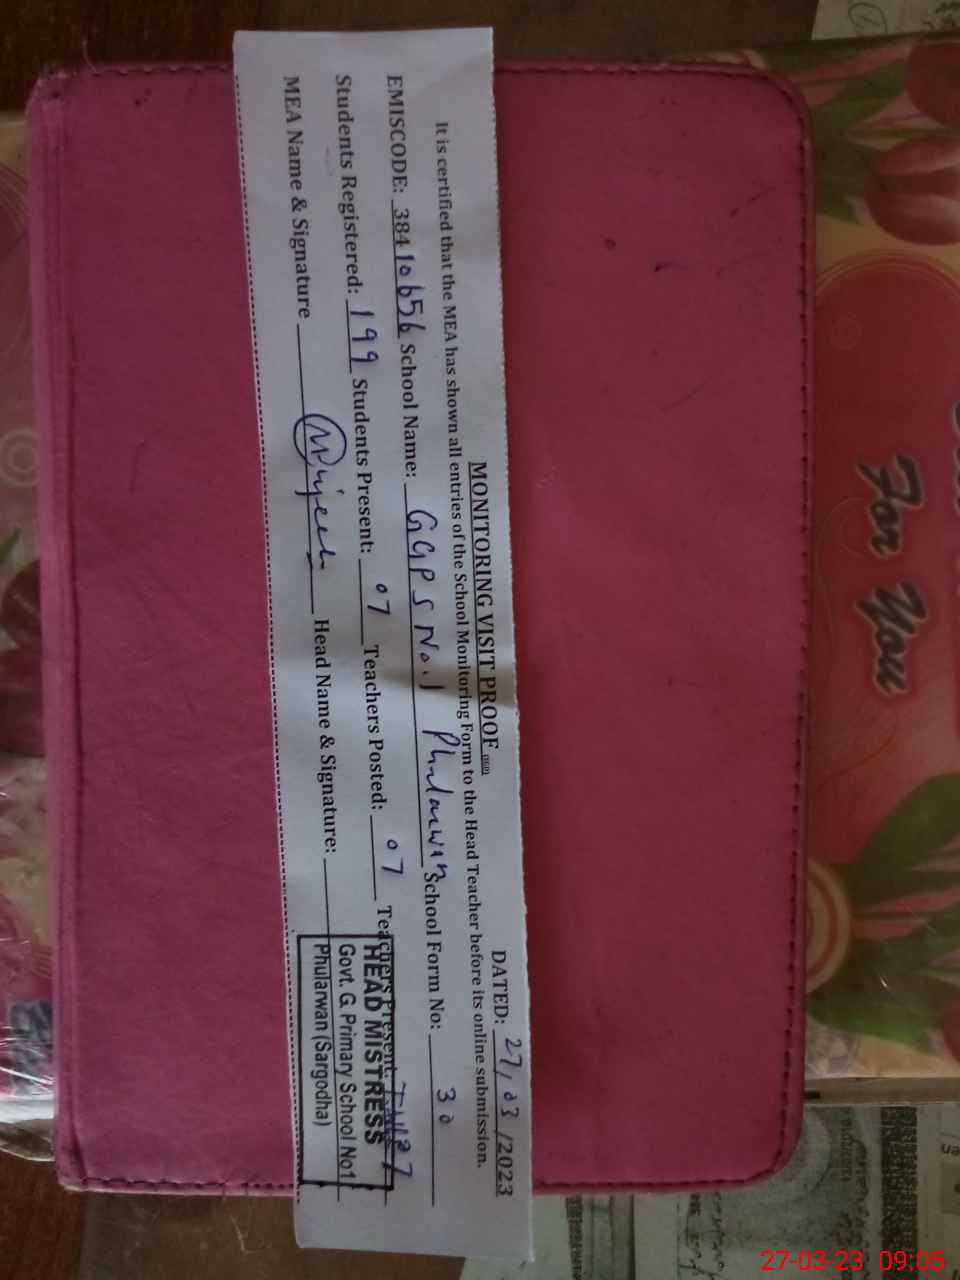 MONITORING VISIT PROOF
DATED: 27/03/2023
It is certified that the MEA has shown all entries of the School Monitoring Form to the Head Teacher before its online submission.
EMISCODE: 38410656 School Name: GGPS No.1 Phularwan School Form No: 30
Students Registered: 199 Students Present: 07 Teachers Posted: 07 Teachers Present: 07
MEA Name & Signature Head Name & Signature:
HEAD MISTRESS
Govt. G. Primary School No1
Phularwan (Sargodha)
For You
27-03-23 09:05